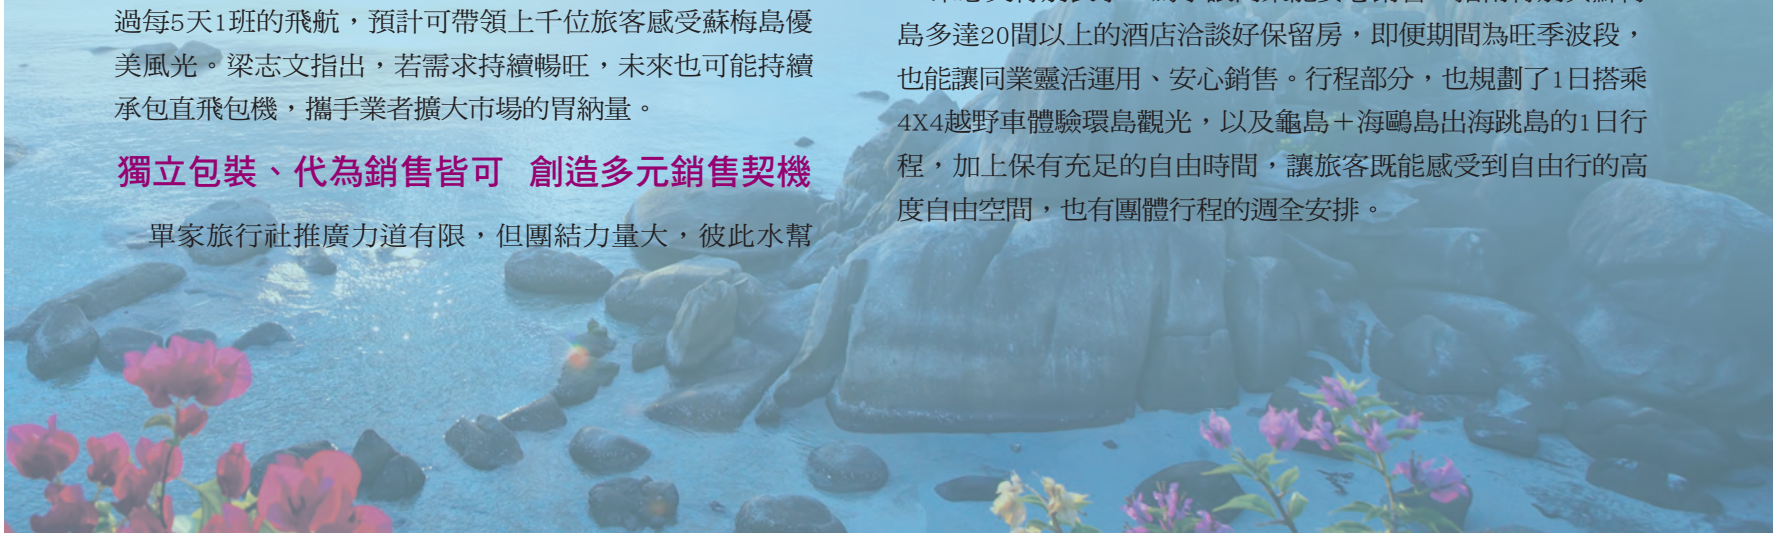 過每5天1班的飛航，預計可帶領上千位旅客感受蘇梅島優
美風光。梁志文指出，若需求持續暢旺，未來也可能持續
承包直飛包機，攜手業者擴大市場的胃納量。
獨立包裝、代為銷售皆可 創造多元銷售契機
單家旅行社推廣力道有限，但團結力量大，彼此水幫
島多達20間以上的酒店洽談好保留房，即便期間為旺季波段，
也能讓同業靈活運用、安心銷售。行程部分，也規劃了1日搭乘
4X4越野車體驗環島觀光，以及龜島＋海鷗島出海跳島的1日行
程，加上保有充足的自由時間，讓旅客既能感受到自由行的高
度自由空間，也有團體行程的週全安排。